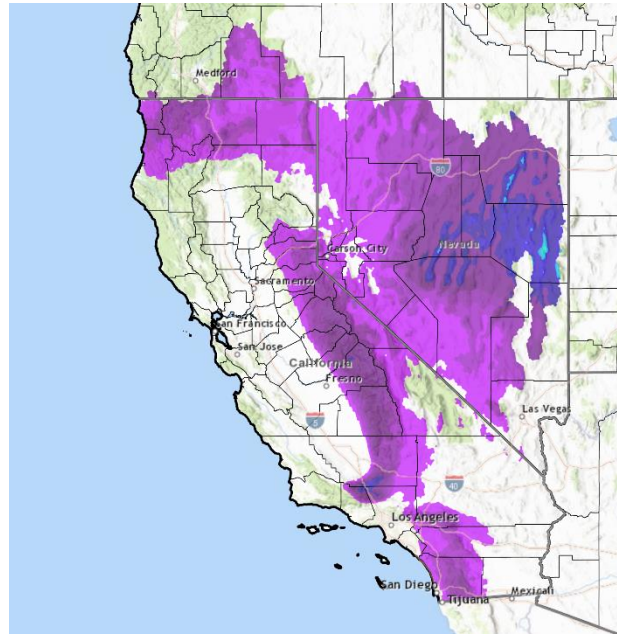 Medford
80
Nevada
Carson City
Sacramento
San Francisco
San Jose
California
Fresno
5
Las Vegas
40
Los Angeles
San Diego
Tijuana
Mexicali